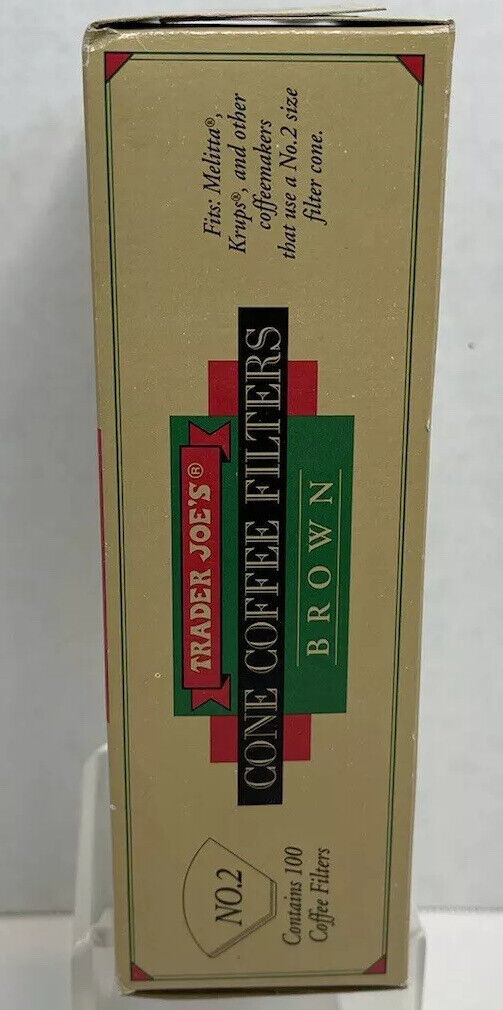 TRADER JOE'S®
CONE COFFEE FILTERS
BROWN
NO.2
Contains 100
Coffee Filters
Fits: Melitta®,
Krups®, and other
coffeemakers
that use a No.2 size
filter cone.